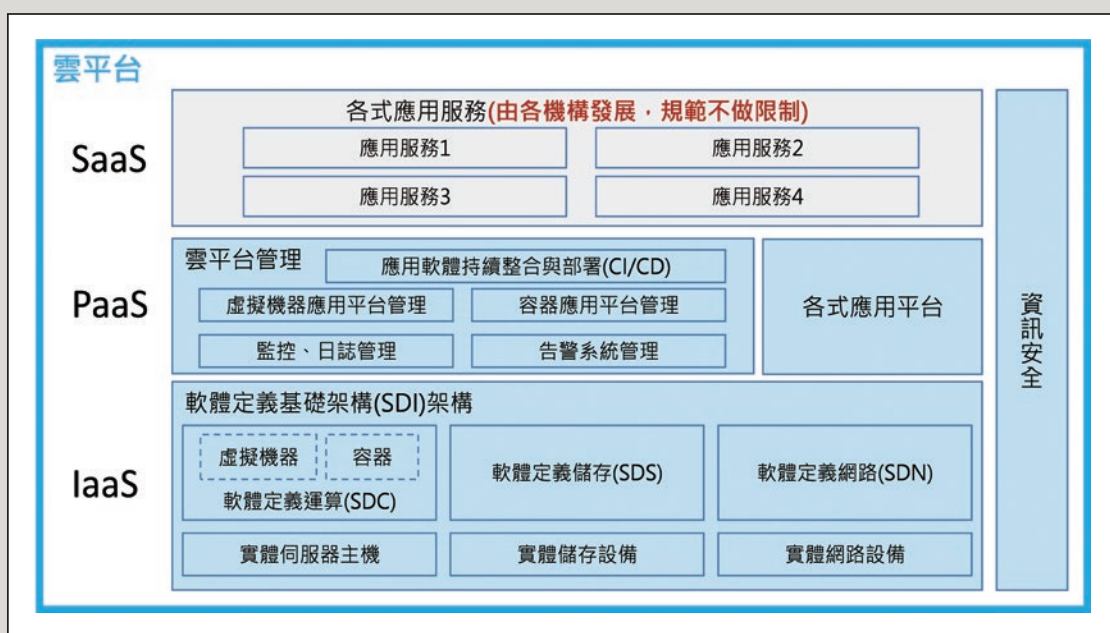 雲平台
SaaS
各式應用服務(由各機構發展，規範不做限制)
應用服務1
應用服務2
應用服務3
應用服務4
PaaS
雲平台管理
應用軟體持續整合與部署(CI/CD)
虛擬機器應用平台管理
容器應用平台管理
監控、日誌管理
告警系統管理
各式應用平台
IaaS
軟體定義基礎架構(SDI)架構
虛擬機器
容器
軟體定義運算(SDC)
軟體定義儲存(SDS)
軟體定義網路(SDN)
實體伺服器主機
實體儲存設備
實體網路設備
資訊安全